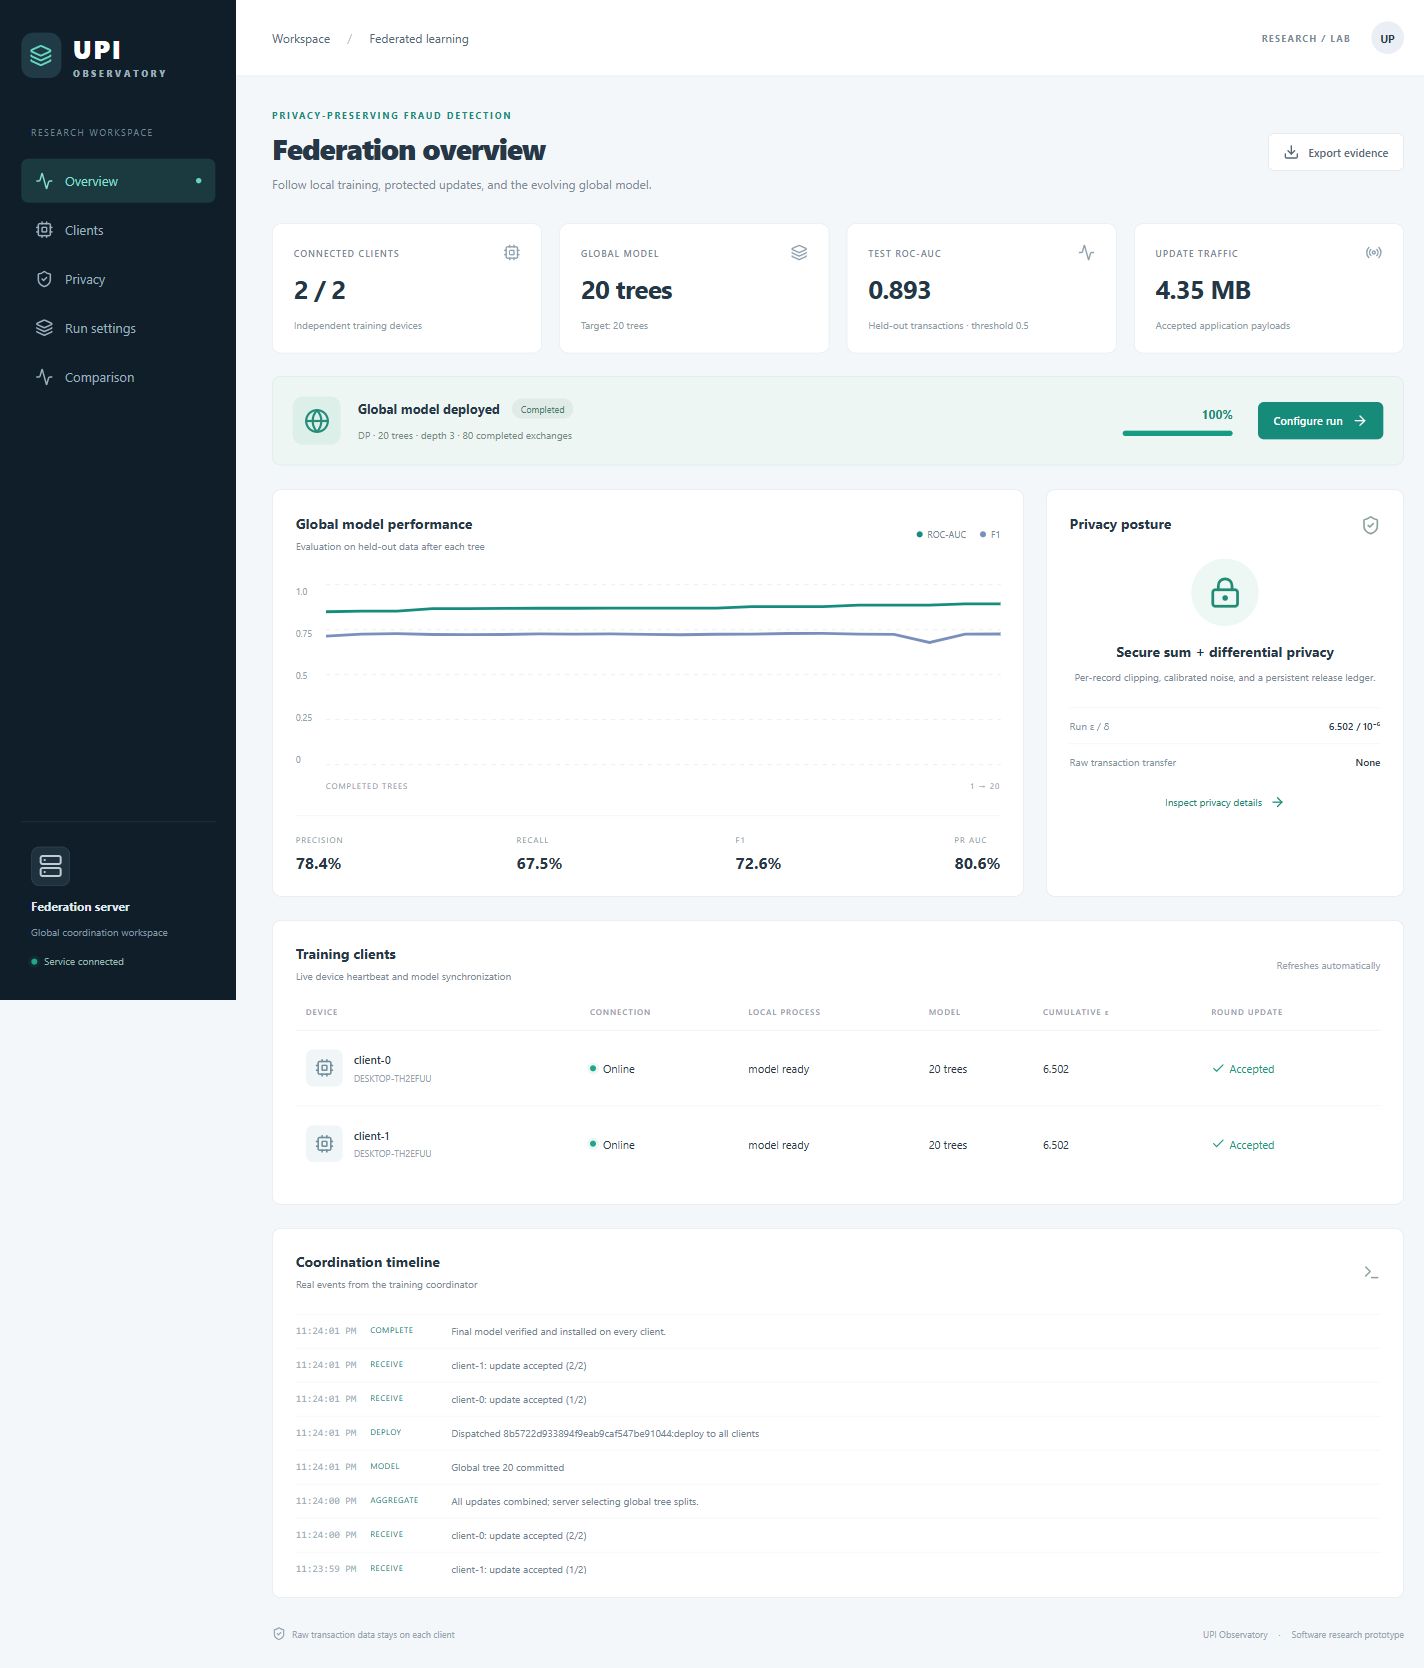 UPI
OBSERVATORY
RESEARCH WORKSPACE
Overview
Clients
Privacy
Run settings
Comparison
Federation server
Global coordination workspace
Service connected
Workspace / Federated learning
RESEARCH / LAB
UP
PRIVACY-PRESERVING FRAUD DETECTION
Federation overview
Follow local training, protected updates, and the evolving global model.
Export evidence
CONNECTED CLIENTS
2 / 2
Independent training devices
GLOBAL MODEL
20 trees
Target: 20 trees
TEST ROC-AUC
0.893
Held-out transactions · threshold 0.5
UPDATE TRAFFIC
4.35 MB
Accepted application payloads
Global model deployed Completed
DP · 20 trees · depth 3 · 80 completed exchanges
100%
Configure run
Global model performance
Evaluation on held-out data after each tree
ROC-AUC F1
1.0
0.75
0.5
0.25
0
COMPLETED TREES 1 → 20
PRECISION
78.4%
RECALL
67.5%
F1
72.6%
PR AUC
80.6%
Privacy posture
Secure sum + differential privacy
Per-record clipping, calibrated noise, and a persistent release ledger.
Run ε / δ 6.502 / 10⁻⁶
Raw transaction transfer None
Inspect privacy details
Training clients
Live device heartbeat and model synchronization
Refreshes automatically
DEVICE CONNECTION LOCAL PROCESS MODEL CUMULATIVE ε ROUND UPDATE
client-0
DESKTOP-TH2EFUU
Online model ready 20 trees 6.502 Accepted
client-1
DESKTOP-TH2EFUU
Online model ready 20 trees 6.502 Accepted
Coordination timeline
Real events from the training coordinator
11:24:01 PM COMPLETE Final model verified and installed on every client.
11:24:01 PM RECEIVE client-1: update accepted (2/2)
11:24:01 PM RECEIVE client-0: update accepted (1/2)
11:24:01 PM DEPLOY Dispatched 8b5722d933894f9eab9caf547be91044:deploy to all clients
11:24:01 PM MODEL Global tree 20 committed
11:24:00 PM AGGREGATE All updates combined; server selecting global tree splits.
11:24:00 PM RECEIVE client-0: update accepted (2/2)
11:23:59 PM RECEIVE client-1: update accepted (1/2)
Raw transaction data stays on each client
UPI Observatory · Software research prototype